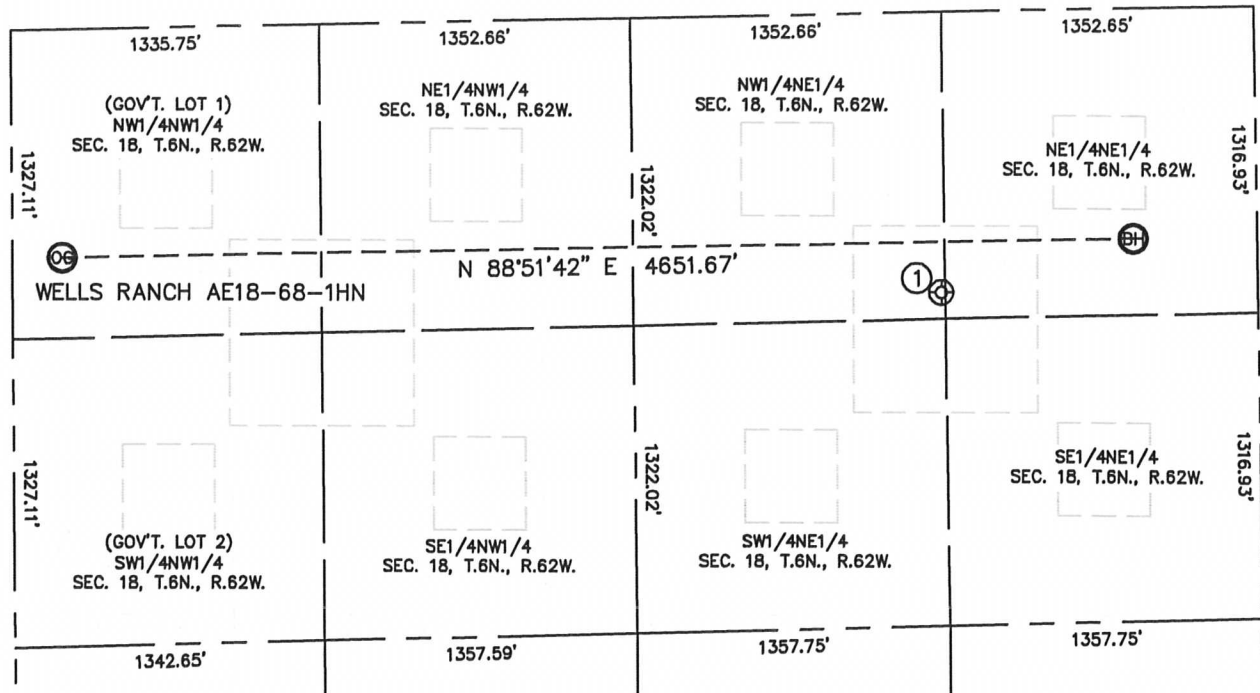 1335.75'
1352.66'
1352.66'
1352.65'
(GOV'T. LOT 1)
NW1/4NW1/4
SEC. 18, T.6N., R.62W.
NE1/4NW1/4
SEC. 18, T.6N., R.62W.
NW1/4NE1/4
SEC. 18, T.6N., R.62W.
NE1/4NE1/4
SEC. 18, T.6N., R.62W.
1327.11'
1322.02'
1316.93'
OG
BH
N 88°51'42" E 4651.67'
WELLS RANCH AE18-68-1HN
1
1327.11'
1322.02'
1316.93'
(GOV'T. LOT 2)
SW1/4NW1/4
SEC. 18, T.6N., R.62W.
SE1/4NW1/4
SEC. 18, T.6N., R.62W.
SW1/4NE1/4
SEC. 18, T.6N., R.62W.
SE1/4NE1/4
SEC. 18, T.6N., R.62W.
1342.65'
1357.59'
1357.75'
1357.75'